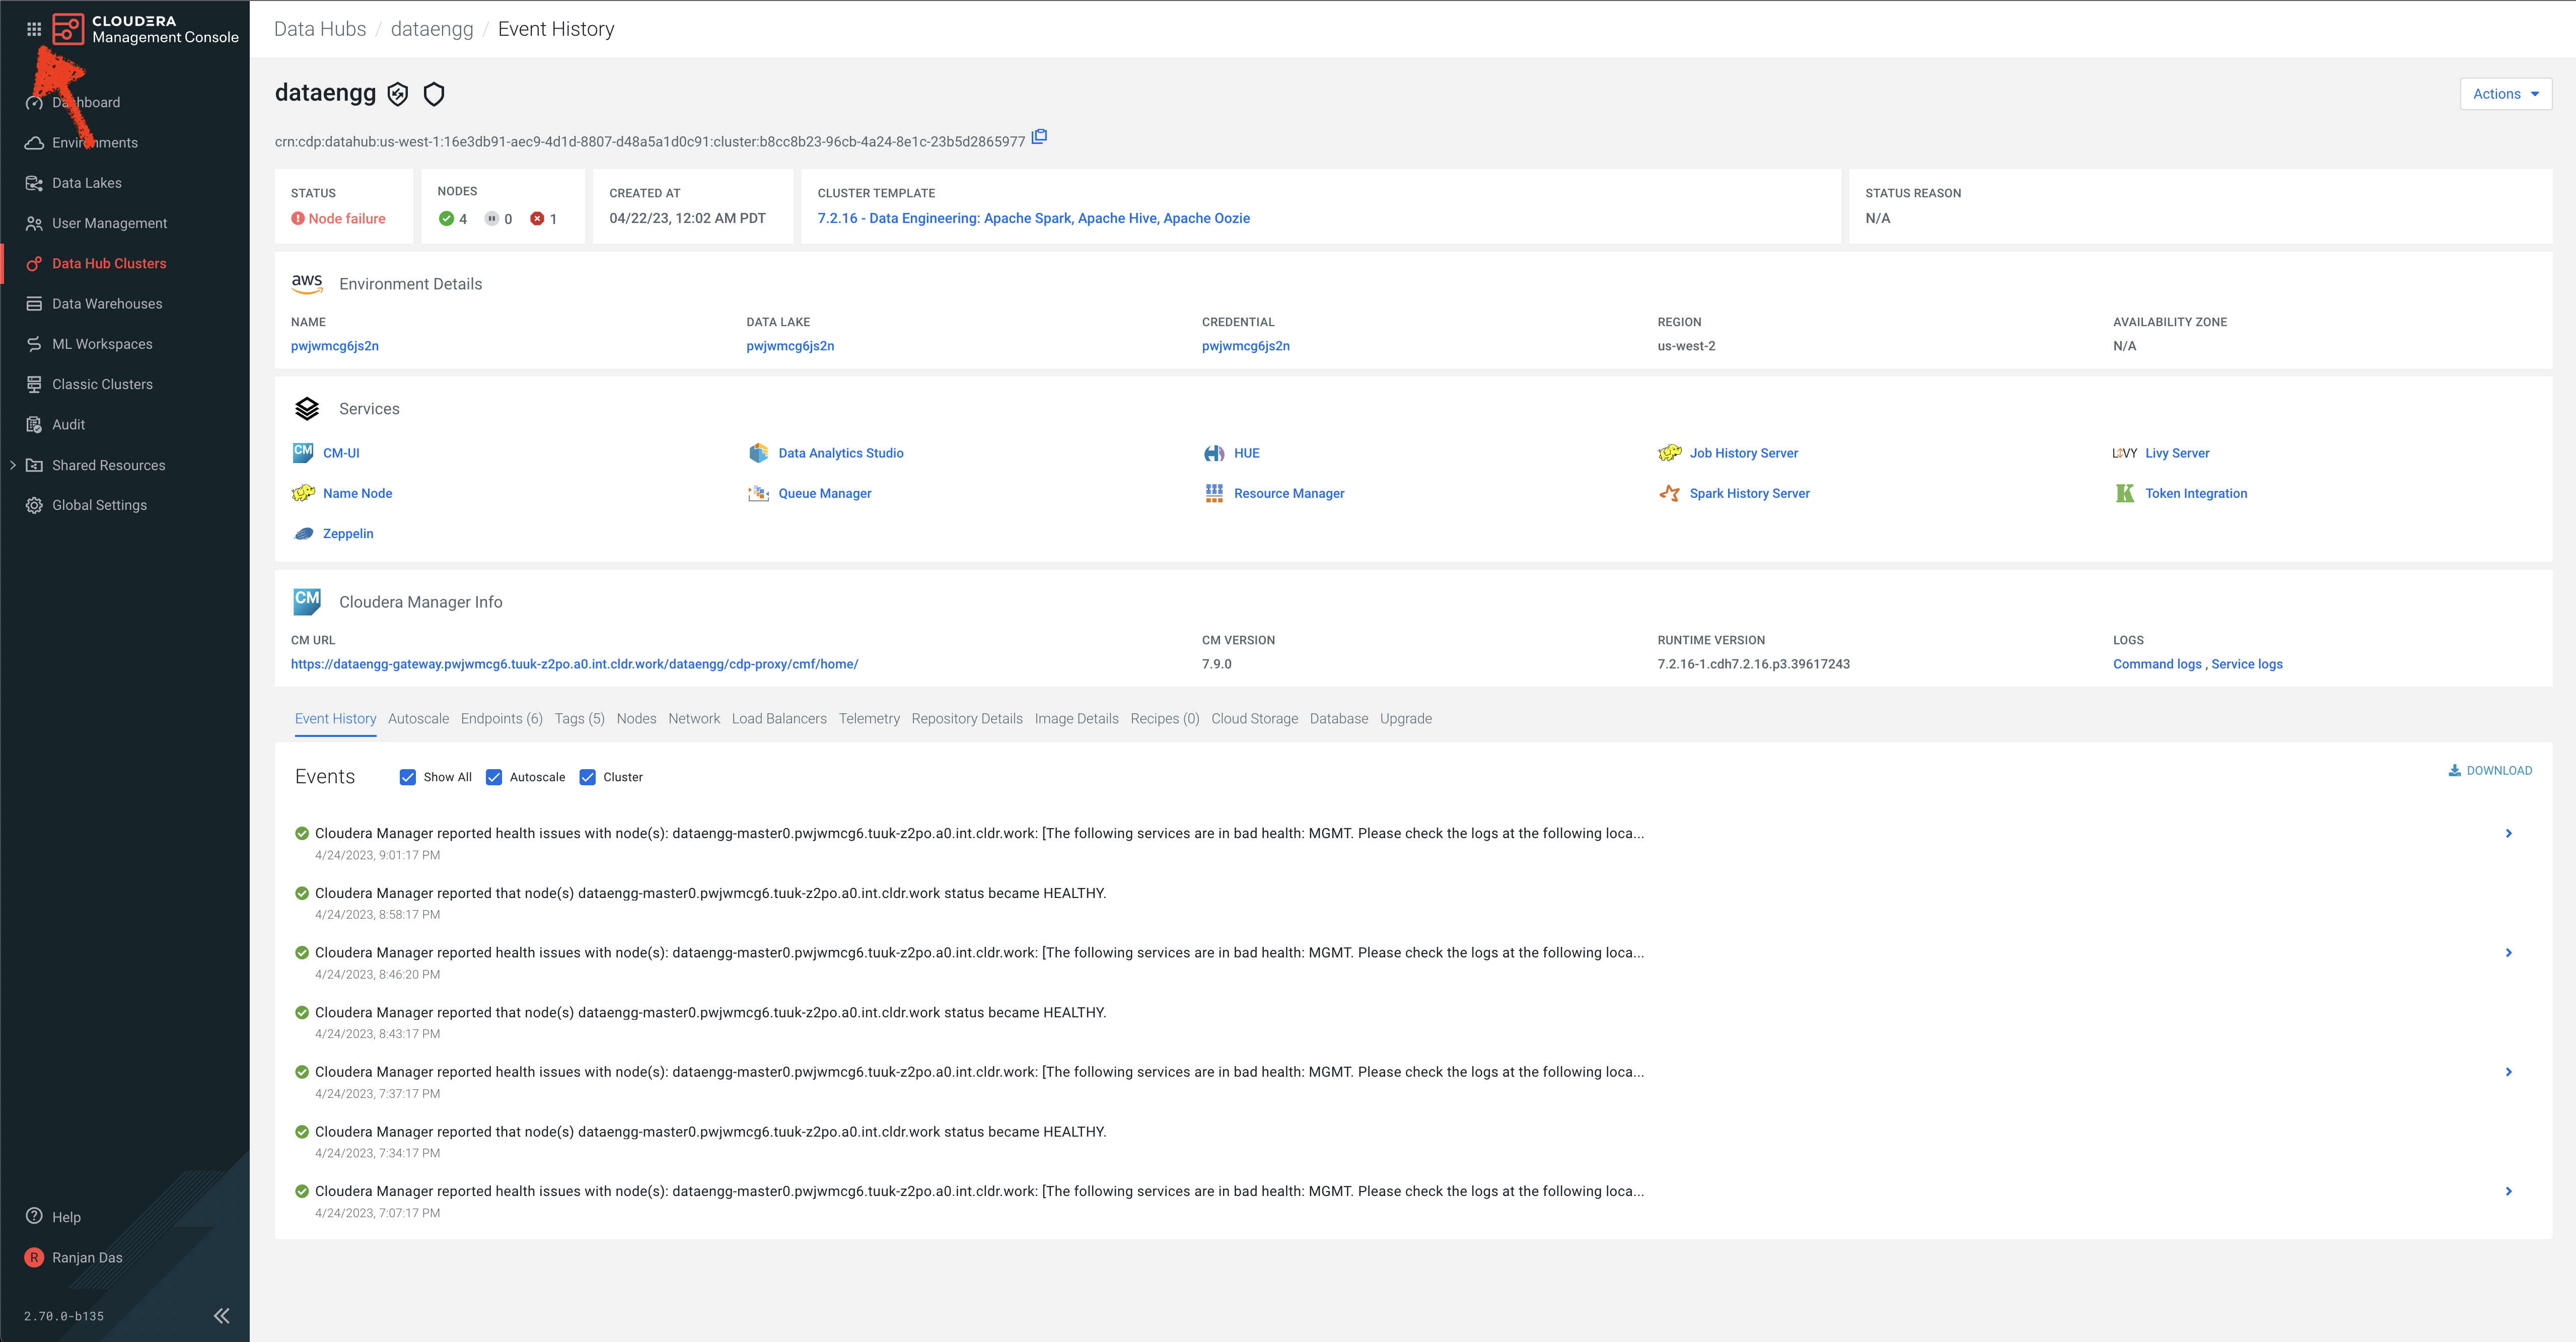 CLOUDERA
Management Console
Dashboard
Environments
Data Lakes
User Management
Data Hub Clusters
Data Warehouses
ML Workspaces
Classic Clusters
Audit
Shared Resources
Global Settings
Help
R Ranjan Das
2.70.0-b135
Data Hubs / dataengg / Event History
dataengg
Actions
crn:cdp:datahub:us-west-1:16e3db91-aec9-4d1d-8807-d48a5a1d0c91:cluster:b8cc8b23-96cb-4a24-8e1c-23b5d2865977
STATUS
Node failure
NODES
4 0 1
CREATED AT
04/22/23, 12:02 AM PDT
CLUSTER TEMPLATE
7.2.16 - Data Engineering: Apache Spark, Apache Hive, Apache Oozie
STATUS REASON
N/A
aws Environment Details
NAME DATA LAKE CREDENTIAL REGION AVAILABILITY ZONE
pwjwmcg6js2n pwjwmcg6js2n pwjwmcg6js2n us-west-2 N/A
Services
CM CM-UI Data Analytics Studio HUE Job History Server LIVY Livy Server
Name Node Queue Manager Resource Manager Spark History Server Token Integration
Zeppelin
CM Cloudera Manager Info
CM URL CM VERSION RUNTIME VERSION LOGS
https://dataengg-gateway.pwjwmcg6.tuuk-z2po.a0.int.cldr.work/dataengg/cdp-proxy/cmf/home/ 7.9.0 7.2.16-1.cdh7.2.16.p3.39617243 Command logs , Service logs
Event History Autoscale Endpoints (6) Tags (5) Nodes Network Load Balancers Telemetry Repository Details Image Details Recipes (0) Cloud Storage Database Upgrade
Events Show All Autoscale Cluster DOWNLOAD
Cloudera Manager reported health issues with node(s): dataengg-master0.pwjwmcg6.tuuk-z2po.a0.int.cldr.work: [The following services are in bad health: MGMT. Please check the logs at the following loca...
4/24/2023, 9:01:17 PM
Cloudera Manager reported that node(s) dataengg-master0.pwjwmcg6.tuuk-z2po.a0.int.cldr.work status became HEALTHY.
4/24/2023, 8:58:17 PM
Cloudera Manager reported health issues with node(s): dataengg-master0.pwjwmcg6.tuuk-z2po.a0.int.cldr.work: [The following services are in bad health: MGMT. Please check the logs at the following loca...
4/24/2023, 8:46:20 PM
Cloudera Manager reported that node(s) dataengg-master0.pwjwmcg6.tuuk-z2po.a0.int.cldr.work status became HEALTHY.
4/24/2023, 8:43:17 PM
Cloudera Manager reported health issues with node(s): dataengg-master0.pwjwmcg6.tuuk-z2po.a0.int.cldr.work: [The following services are in bad health: MGMT. Please check the logs at the following loca...
4/24/2023, 7:37:17 PM
Cloudera Manager reported that node(s) dataengg-master0.pwjwmcg6.tuuk-z2po.a0.int.cldr.work status became HEALTHY.
4/24/2023, 7:34:17 PM
Cloudera Manager reported health issues with node(s): dataengg-master0.pwjwmcg6.tuuk-z2po.a0.int.cldr.work: [The following services are in bad health: MGMT. Please check the logs at the following loca...
4/24/2023, 7:07:17 PM